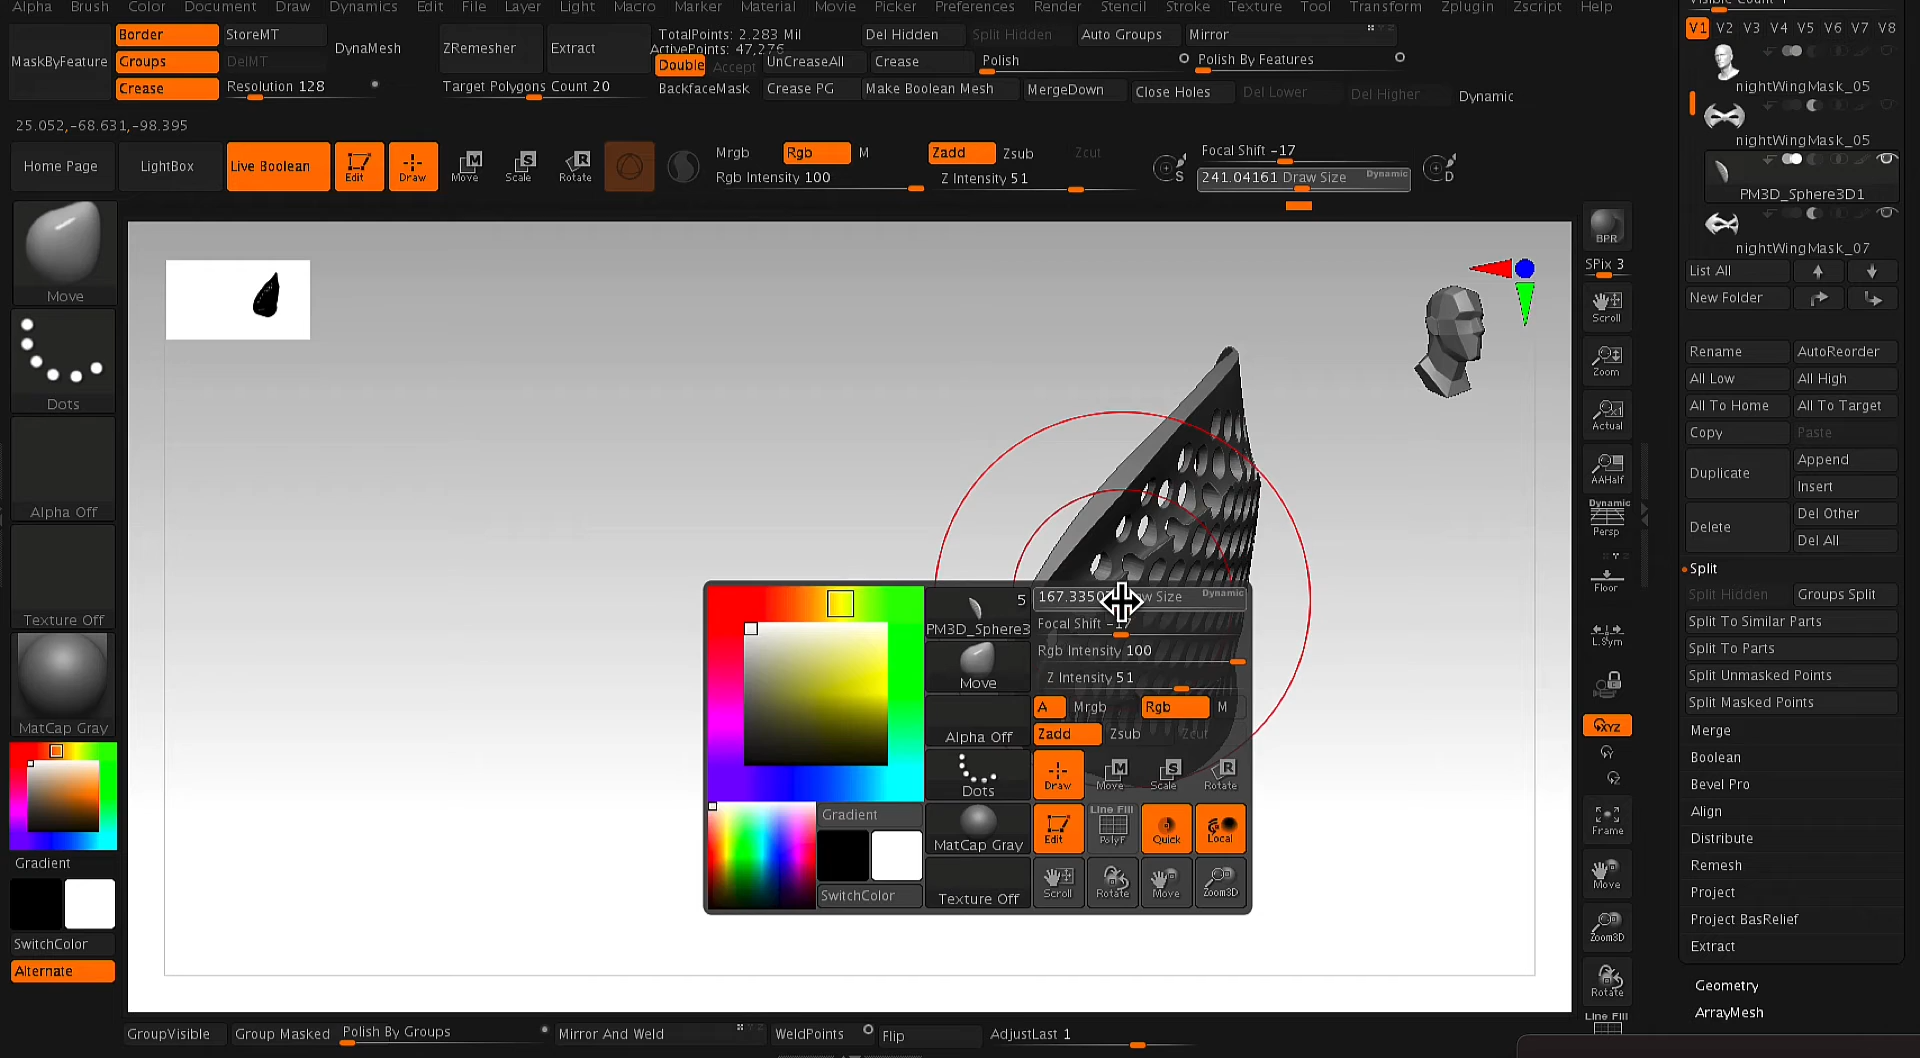 Alpha Brush Color Document Draw Dynamics Edit File Layer Light Macro Marker Material Movie Picker Preferences Render Stencil Stroke Texture Tool Transform Zplugin Zscript Help
MaskByFeature
Border
Groups
Crease
StoreMT
DelMT
Resolution 128
DynaMesh
ZRemesher
Extract
Target Polygons Count 20
TotalPoints: 2.283 Mil
ActivePoints: 47,276
Double
Accept
BackfaceMask
Del Hidden
Split Hidden
Auto Groups
Mirror
UnCreaseAll
Crease
Polish
Polish By Features
Crease PG
Make Boolean Mesh
MergeDown
Close Holes
Del Lower
Del Higher
Dynamic
25.052,-68.631,-98.395
Home Page
LightBox
Live Boolean
Edit
Draw
Move
Scale
Rotate
Mrgb
Rgb
M
Rgb Intensity 100
Zadd
Zsub
Zcut
Z Intensity 51
S
Focal Shift -17
241.04161 Draw Size
Dynamic
D
Move
Dots
Alpha Off
Texture Off
MatCap Gray
Gradient
SwitchColor
Alternate
5
PM3D_Sphere3
Move
Alpha Off
Dots
MatCap Gray
Texture Off
Gradient
SwitchColor
Dynamic
Focal Shift -17
Rgb Intensity 100
Z Intensity 51
A
Mrgb
Rgb
M
Zadd
Zsub
Zcut
Draw
Move
Scale
Rotate
Edit
Line Fill
PolyF
Quick
Local
Scroll
Rotate
Move
Zoom3D
BPR
SPix 3
Scroll
Zoom
Actual
AAHalf
Dynamic
Persp
Floor
L.Sym
XYZ
Y
Z
Frame
Move
Zoom3D
Rotate
Line Fill
V1 V2 V3 V4 V5 V6 V7 V8
nightWingMask_05
nightWingMask_05
PM3D_Sphere3D1
nightWingMask_07
List All
New Folder
Rename
AutoReorder
All Low
All High
All To Home
All To Target
Copy
Paste
Duplicate
Append
Insert
Delete
Del Other
Del All
Split
Split Hidden
Groups Split
Split To Similar Parts
Split To Parts
Split Unmasked Points
Split Masked Points
Merge
Boolean
Bevel Pro
Align
Distribute
Remesh
Project
Project BasRelief
Extract
Geometry
ArrayMesh
GroupVisible
Group Masked
Polish By Groups
Mirror And Weld
WeldPoints
Flip
AdjustLast 1